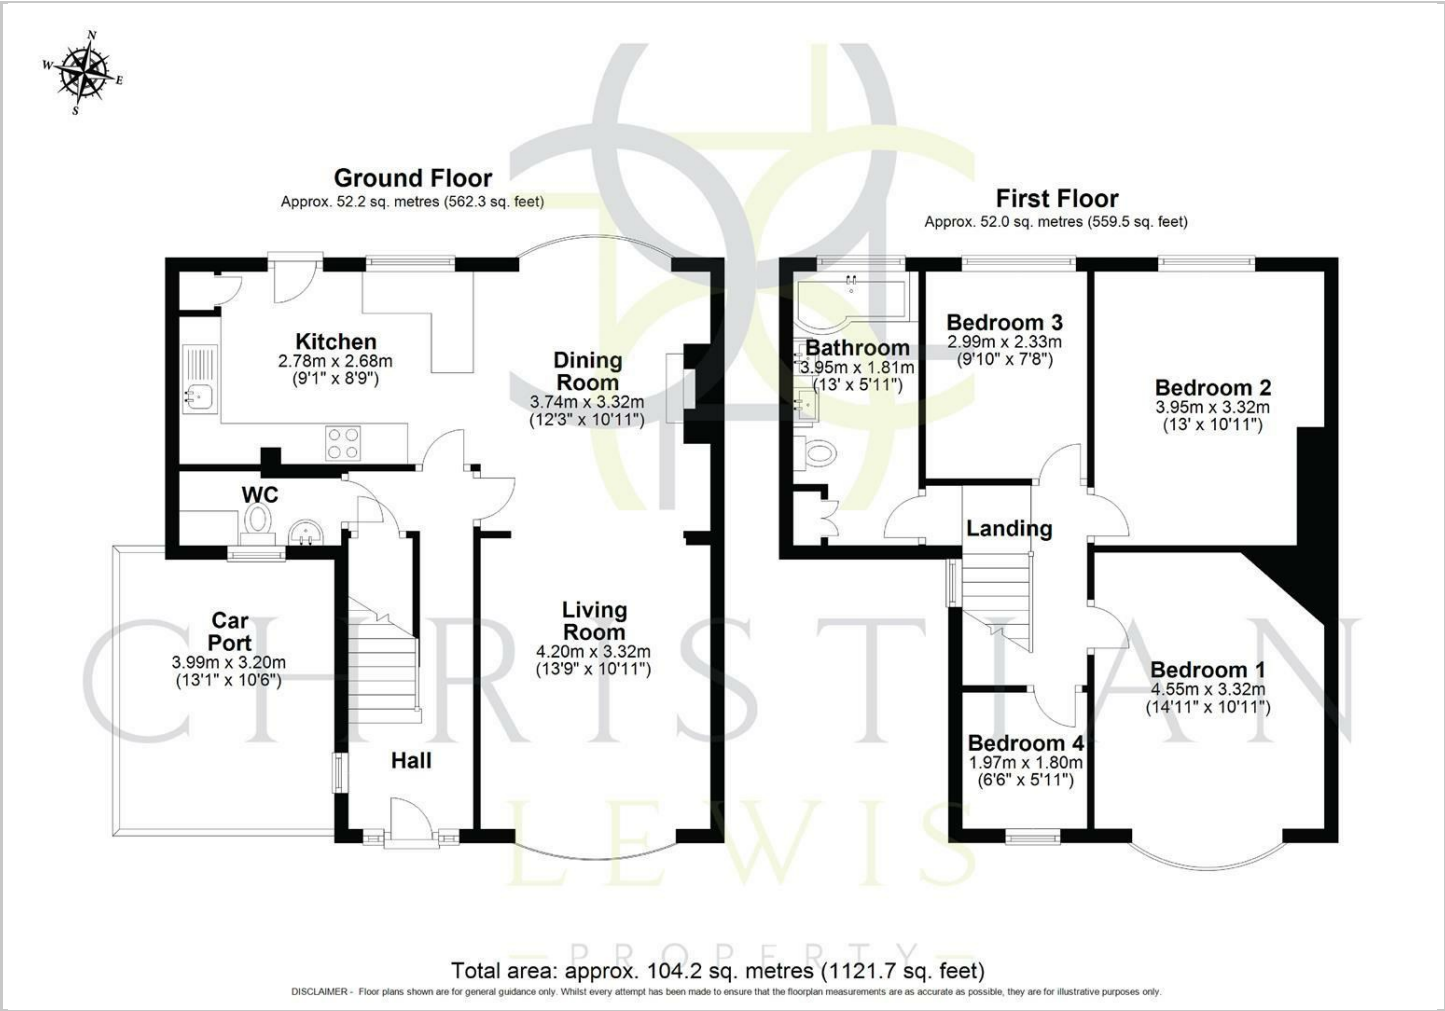 N
W
E
S
Ground Floor
Approx. 52.2 sq. metres (562.3 sq. feet)
Kitchen
2.78m x 2.68m
(9'1" x 8'9")
Dining
Room
3.74m x 3.32m
(12'3" x 10'11")
WC
Car
Port
3.99m x 3.20m
(13'1" x 10'6")
Living
Room
4.20m x 3.32m
(13'9" x 10'11")
Hall
First Floor
Approx. 52.0 sq. metres (559.5 sq. feet)
Bathroom
3.95m x 1.81m
(13' x 5'11")
Bedroom 3
2.99m x 2.33m
(9'10" x 7'8")
Bedroom 2
3.95m x 3.32m
(13' x 10'11")
Landing
Bedroom 1
4.55m x 3.32m
(14'11" x 10'11")
Bedroom 4
1.97m x 1.80m
(6'6" x 5'11")
CHRISTIAN
LEWIS
PROPERTY
Total area: approx. 104.2 sq. metres (1121.7 sq. feet)
DISCLAIMER - Floor plans shown are for general guidance only. Whilst every attempt has been made to ensure that the floorplan measurements are as accurate as possible, they are for illustrative purposes only.